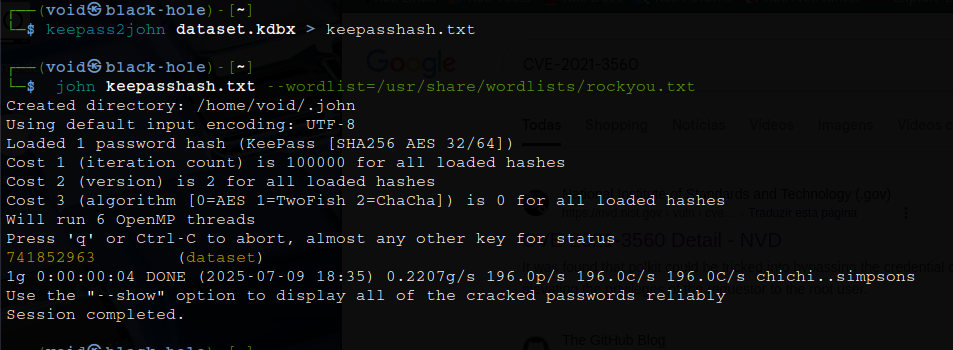 ┌──(void㉿black-hole)-[~]
└─$ keepass2john dataset.kdbx > keepasshash.txt
┌──(void㉿black-hole)-[~]
└─$  john keepasshash.txt --wordlist=/usr/share/wordlists/rockyou.txt
Created directory: /home/void/.john
Using default input encoding: UTF-8
Loaded 1 password hash (KeePass [SHA256 AES 32/64])
Cost 1 (iteration count) is 100000 for all loaded hashes
Cost 2 (version) is 2 for all loaded hashes
Cost 3 (algorithm [0=AES 1=TwoFish 2=ChaCha]) is 0 for all loaded hashes
Will run 6 OpenMP threads
Press 'q' or Ctrl-C to abort, almost any other key for status
741852963        (dataset)
1g 0:00:00:04 DONE (2025-07-09 18:35) 0.2207g/s 196.0p/s 196.0c/s 196.0C/s chichi..simpsons
Use the "--show" option to display all of the cracked passwords reliably
Session completed.
┌──(void㉿black-hole)-[~]
Google
CVE-2021-3560
Todas Shopping Notícias Vídeos Imagens Vídeos
National Institute of Standards and Technology (.gov)
Traduzir esta página
3560 Detail - NVD
The GitHub Blog